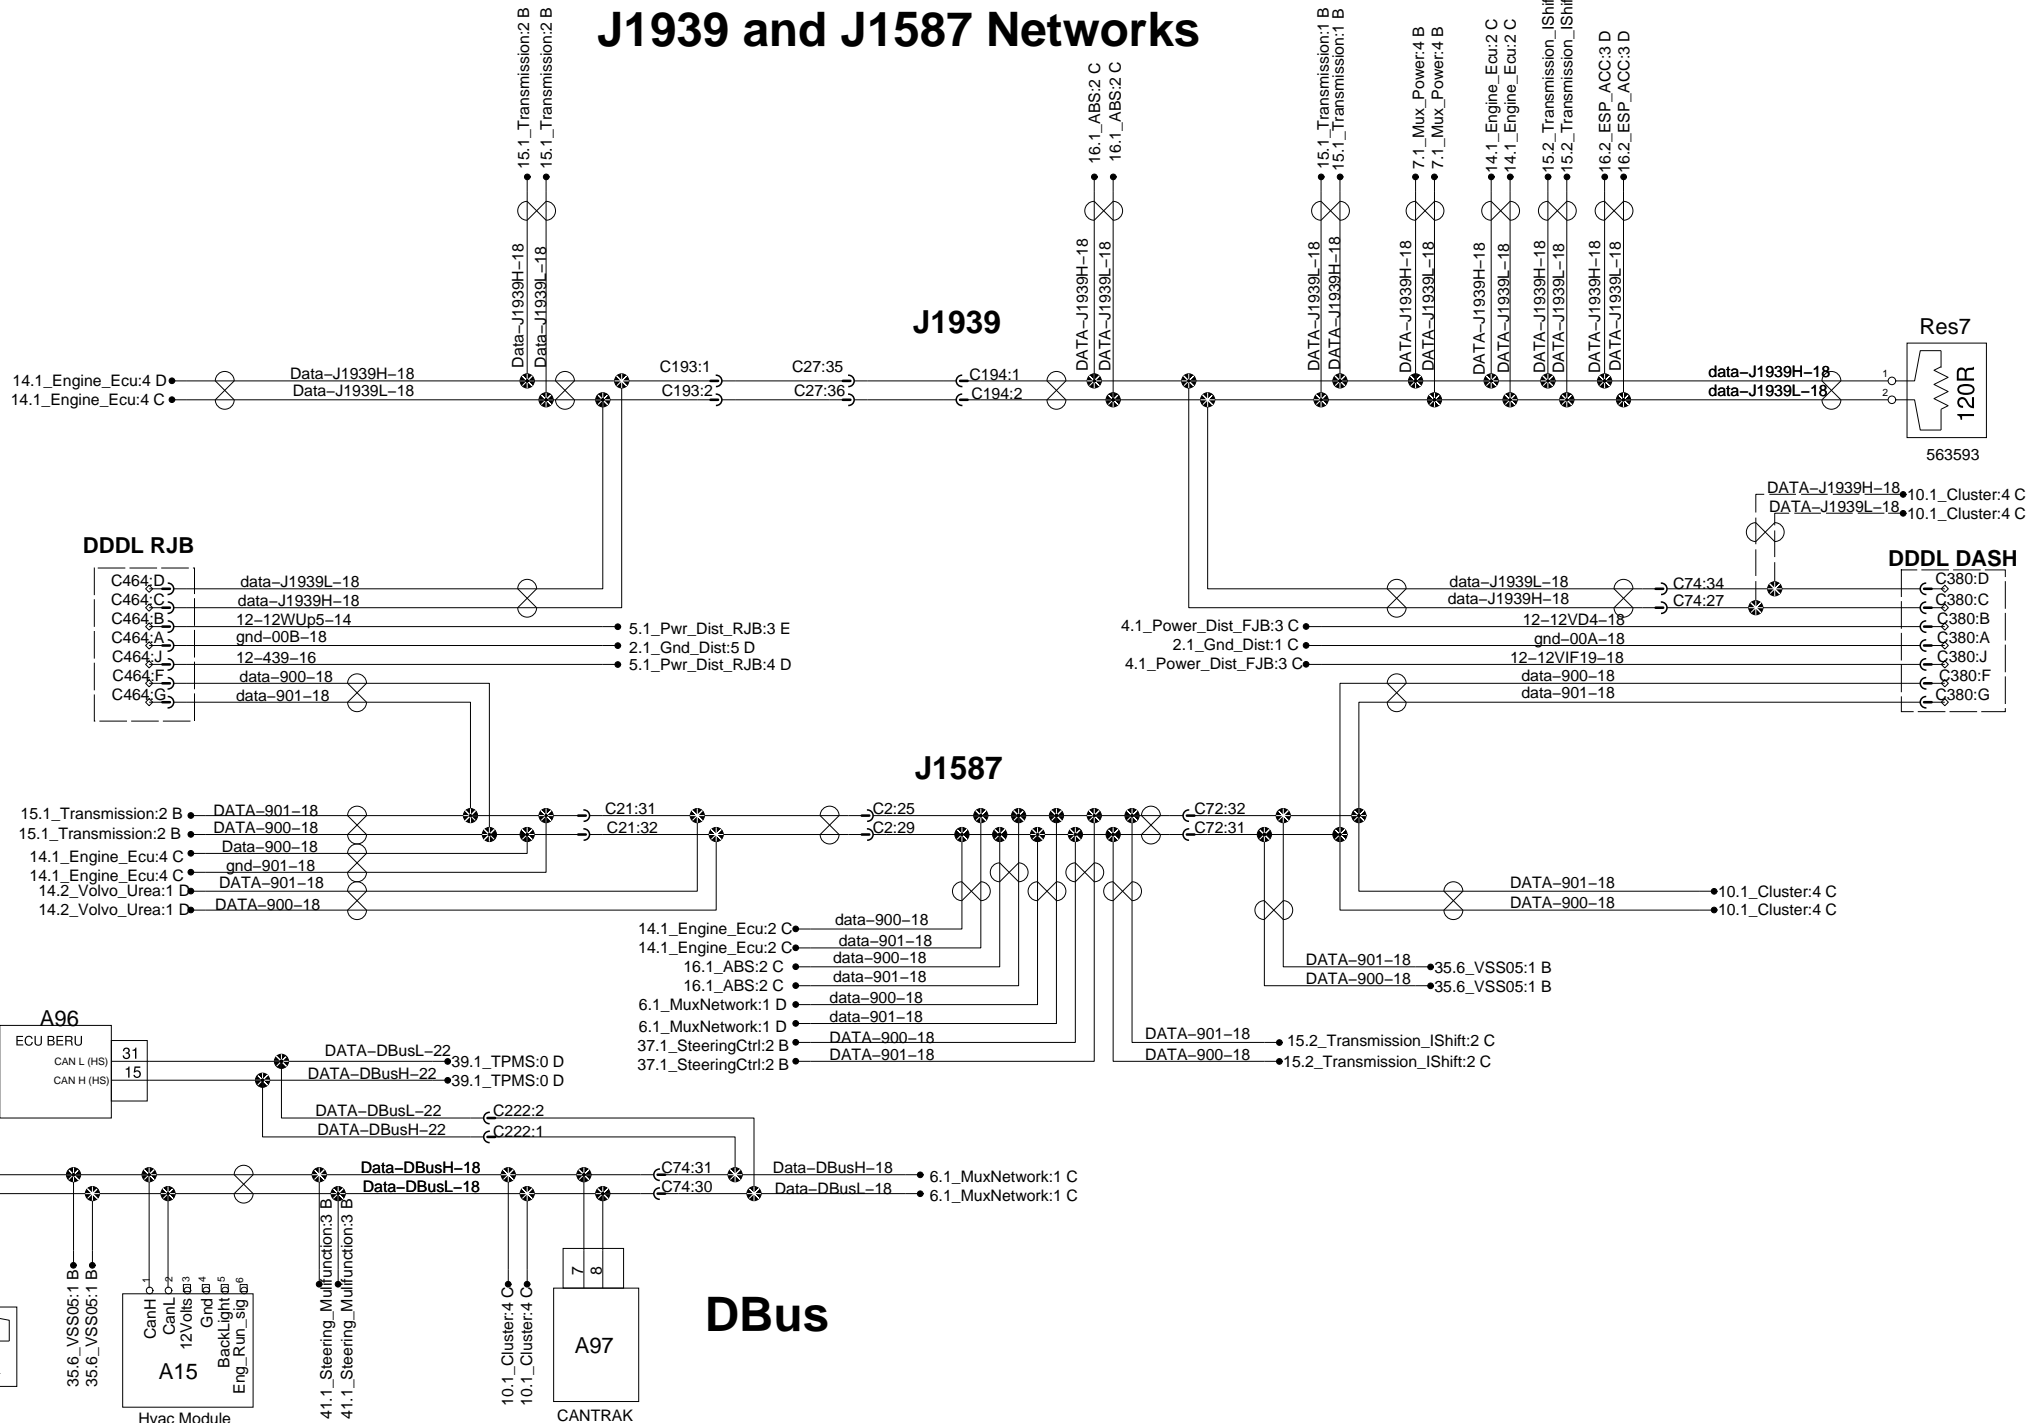 J1939 and J1587 Networks
15.1_Transmission:2 B
15.1_Transmission:2 B
16.1_ABS:2 C
16.1_ABS:2 C
15.1_Transmission:1 B
15.1_Transmission:1 B
7.1_Mux_Power:4 B
7.1_Mux_Power:4 B
14.1_Engine_Ecu:2 C
14.1_Engine_Ecu:2 C
15.2_Transmission_IShif
15.2_Transmission_IShif
16.2_ESP_ACC:3 D
16.2_ESP_ACC:3 D
Data-J1939H-18
Data-J1939L-18
DATA-J1939H-18
DATA-J1939L-18
DATA-J1939L-18
DATA-J1939H-18
DATA-J1939H-18
DATA-J1939L-18
DATA-J1939H-18
DATA-J1939L-18
DATA-J1939H-18
DATA-J1939L-18
DATA-J1939H-18
DATA-J1939L-18
J1939
14.1_Engine_Ecu:4 D
Data-J1939H-18
C193:1
C27:35
C194:1
data-J1939H-18
14.1_Engine_Ecu:4 C
Data-J1939L-18
C193:2
C27:36
C194:2
data-J1939L-18
Res7
1
2
120R
563593
DATA-J1939H-18
10.1_Cluster:4 C
DATA-J1939L-18
10.1_Cluster:4 C
DDDL RJB
C464:D
data-J1939L-18
C464:C
data-J1939H-18
C464:B
12-12WUp5-14
5.1_Pwr_Dist_RJB:3 E
C464:A
gnd-00B-18
2.1_Gnd_Dist:5 D
C464:J
12-439-16
5.1_Pwr_Dist_RJB:4 D
C464:F
data-900-18
C464:G
data-901-18
DDDL DASH
data-J1939L-18
C74:34
C380:D
data-J1939H-18
C74:27
C380:C
4.1_Power_Dist_FJB:3 C
12-12VD4-18
C380:B
2.1_Gnd_Dist:1 C
gnd-00A-18
C380:A
4.1_Power_Dist_FJB:3 C
12-12VIF19-18
C380:J
data-900-18
C380:F
data-901-18
C380:G
J1587
15.1_Transmission:2 B
DATA-901-18
C21:31
C2:25
C72:32
15.1_Transmission:2 B
DATA-900-18
C21:32
C2:29
C72:31
14.1_Engine_Ecu:4 C
Data-900-18
14.1_Engine_Ecu:4 C
gnd-901-18
14.2_Volvo_Urea:1 D
DATA-901-18
14.2_Volvo_Urea:1 D
DATA-900-18
DATA-901-18
10.1_Cluster:4 C
DATA-900-18
10.1_Cluster:4 C
14.1_Engine_Ecu:2 C
data-900-18
14.1_Engine_Ecu:2 C
data-901-18
16.1_ABS:2 C
data-900-18
16.1_ABS:2 C
data-901-18
6.1_MuxNetwork:1 D
data-900-18
6.1_MuxNetwork:1 D
data-901-18
37.1_SteeringCtrl:2 B
DATA-900-18
37.1_SteeringCtrl:2 B
DATA-901-18
DATA-901-18
35.6_VSS05:1 B
DATA-900-18
35.6_VSS05:1 B
DATA-901-18
15.2_Transmission_IShift:2 C
DATA-900-18
15.2_Transmission_IShift:2 C
A96
ECU BERU
CAN L (HS)
31
DATA-DBusL-22
39.1_TPMS:0 D
CAN H (HS)
15
DATA-DBusH-22
39.1_TPMS:0 D
DATA-DBusL-22
C222:2
DATA-DBusH-22
C222:1
Data-DBusH-18
C74:31
Data-DBusH-18
6.1_MuxNetwork:1 C
Data-DBusL-18
C74:30
Data-DBusL-18
6.1_MuxNetwork:1 C
35.6_VSS05:1 B
35.6_VSS05:1 B
1
2
3
4
5
6
CanH
CanL
12Volts
Gnd
BackLight
Eng_Run_sig
A15
Hvac Module
41.1_Steering_Mulifunction:3 B
41.1_Steering_Mulifunction:3 B
10.1_Cluster:4 C
10.1_Cluster:4 C
7
8
A97
CANTRAK
DBus